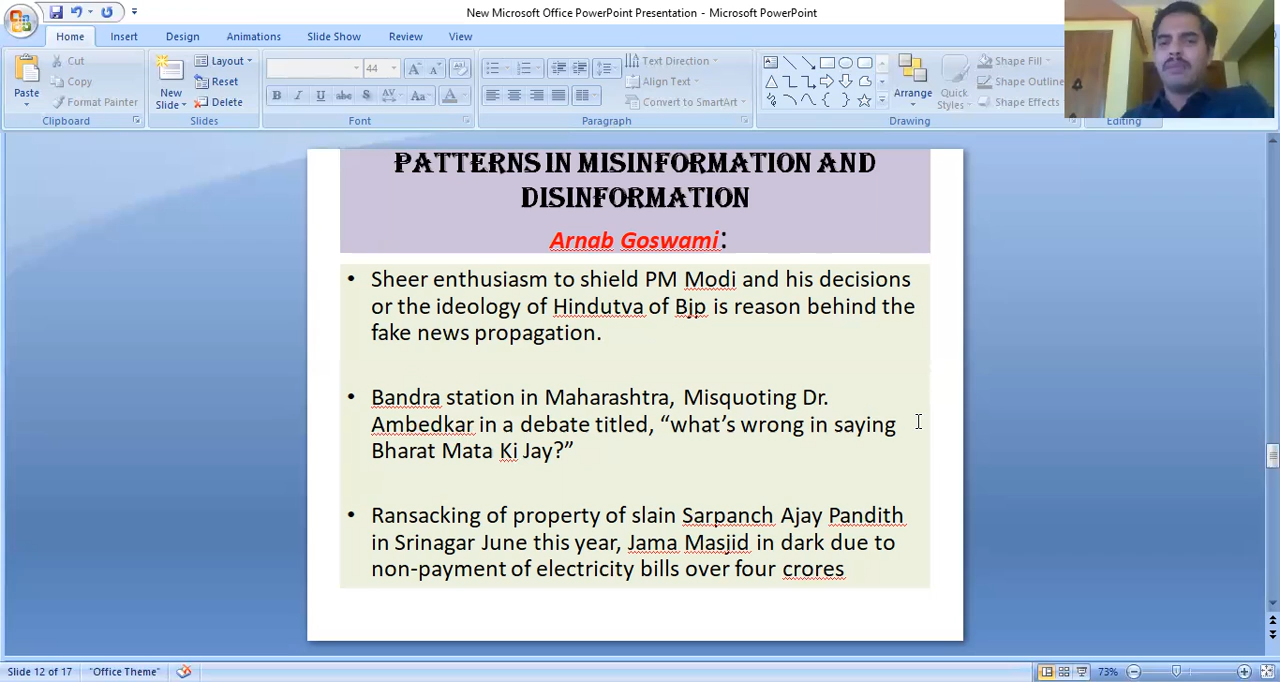 New Microsoft Office PowerPoint Presentation - Microsoft PowerPoint
Home Insert Design Animations Slide Show Review View
Paste
Cut
Copy
Format Painter
Clipboard
New Slide
Layout
Reset
Delete
Slides
44
B I U abc S AV Aa A
Font
Text Direction
Align Text
Convert to SmartArt
Paragraph
Arrange
Quick Styles
Shape Fill
Shape Outline
Shape Effects
Drawing
Editing
PATTERNS IN MISINFORMATION AND
DISINFORMATION
Arnab Goswami:
• Sheer enthusiasm to shield PM Modi and his decisions
or the ideology of Hindutva of Bjp is reason behind the
fake news propagation.
• Bandra station in Maharashtra, Misquoting Dr.
Ambedkar in a debate titled, “what’s wrong in saying
Bharat Mata Ki Jay?”
• Ransacking of property of slain Sarpanch Ajay Pandith
in Srinagar June this year, Jama Masjid in dark due to
non-payment of electricity bills over four crores
Slide 12 of 17 "Office Theme" 73%